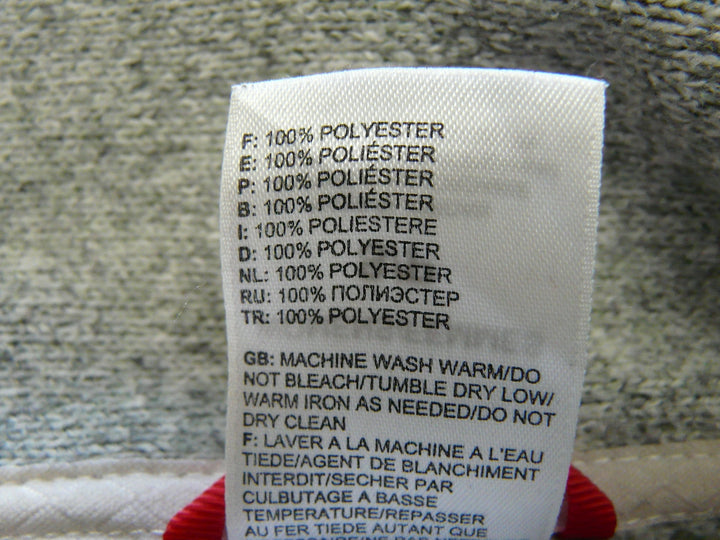 F: 100% POLYESTER
E: 100% POLIÉSTER
P: 100% POLIÉSTER
B: 100% POLIÉSTER
I: 100% POLIESTERE
D: 100% POLYESTER
NL: 100% POLYESTER
RU: 100% ПОЛИЭСТЕР
TR: 100% POLYESTER
GB: MACHINE WASH WARM/DO
NOT BLEACH/TUMBLE DRY LOW/
WARM IRON AS NEEDED/DO NOT
DRY CLEAN
F: LAVER A LA MACHINE A L'EAU
TIEDE/AGENT DE BLANCHIMENT
INTERDIT/SECHER PAR
CULBUTAGE A BASSE
TEMPERATURE/REPASSER
AU FER TIEDE AUTANT QUE